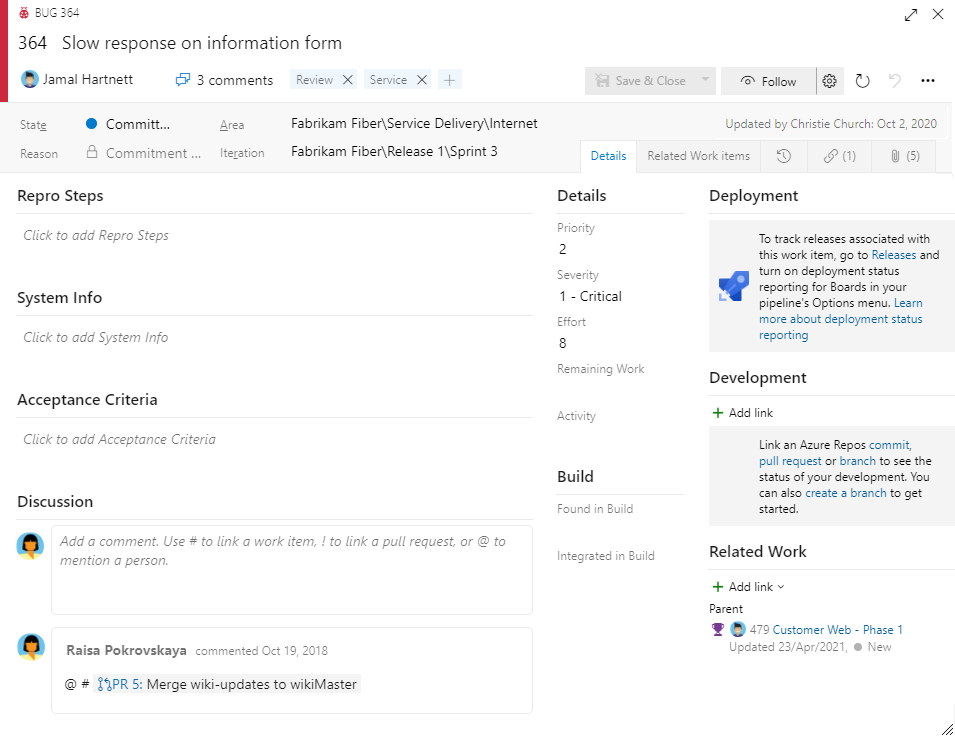 BUG 364
364 Slow response on information form
Jamal Hartnett
3 comments
Review
Service
Save & Close
Follow
State
Committ...
Area
Fabrikam Fiber\Service Delivery\Internet
Updated by Christie Church: Oct 2, 2020
Reason
Commitment ...
Iteration
Fabrikam Fiber\Release 1\Sprint 3
Details
Related Work items
(1)
(5)
Repro Steps
Click to add Repro Steps
System Info
Click to add System Info
Acceptance Criteria
Click to add Acceptance Criteria
Discussion
Add a comment. Use # to link a work item, ! to link a pull request, or @ to
mention a person.
Raisa Pokrovskaya commented Oct 19, 2018
@ # PR 5: Merge wiki-updates to wikiMaster
Details
Priority
2
Severity
1 - Critical
Effort
8
Remaining Work
Activity
Build
Found in Build
Integrated in Build
Deployment
To track releases associated with
this work item, go to Releases and
turn on deployment status
reporting for Boards in your
pipeline's Options menu. Learn
more about deployment status
reporting
Development
+ Add link
Link an Azure Repos commit,
pull request or branch to see the
status of your development. You
can also create a branch to get
started.
Related Work
+ Add link
Parent
479 Customer Web - Phase 1
Updated 23/Apr/2021, New